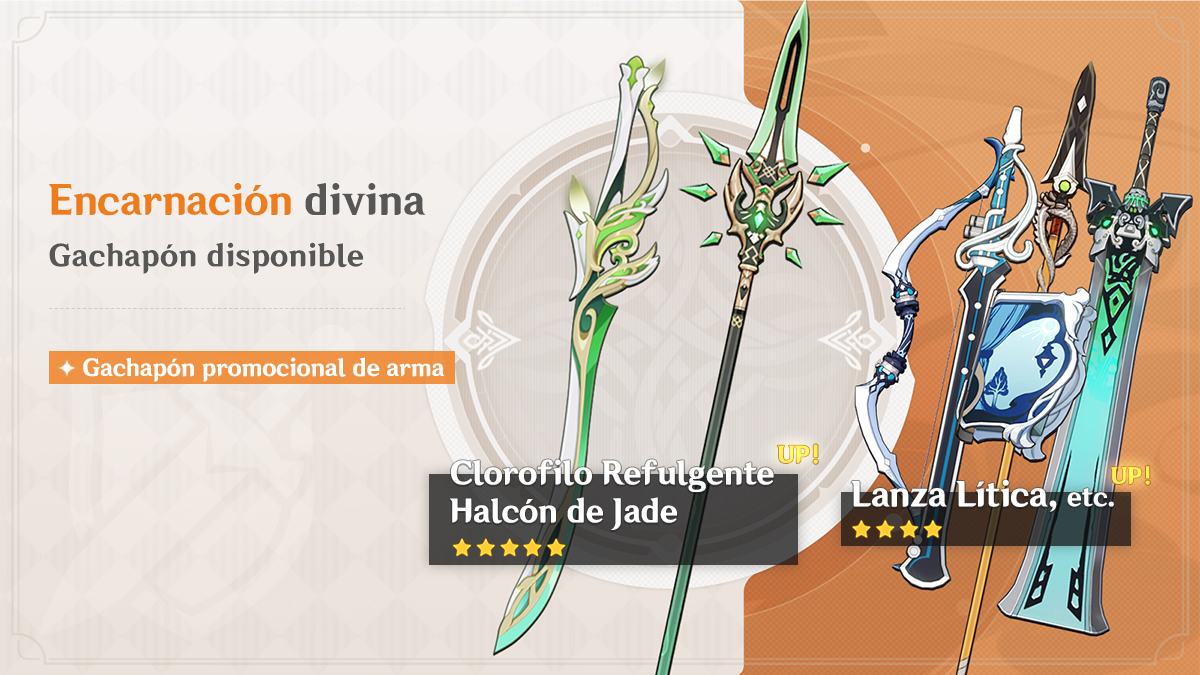 Encarnación divina
Gachapón disponible
Gachapón promocional de arma
UP!
Clorofilo Refulgente
Halcón de Jade
UP!
Lanza Lítica, etc.